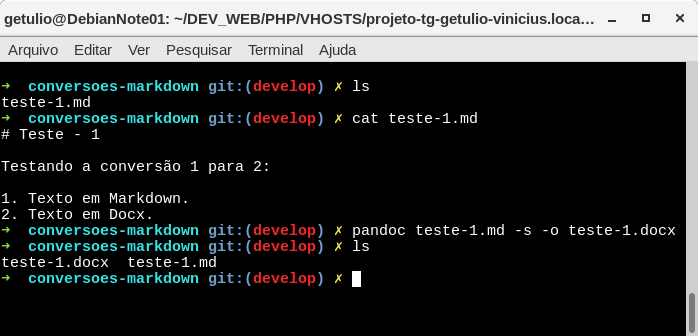 getulio@DebianNote01: ~/DEV_WEB/PHP/VHOSTS/projeto-tg-getulio-vinicius.loca...
Arquivo Editar Ver Pesquisar Terminal Ajuda
➜  conversoes-markdown git:(develop) ✗ ls
teste-1.md
➜  conversoes-markdown git:(develop) ✗ cat teste-1.md
# Teste - 1
Testando a conversão 1 para 2:
1. Texto em Markdown.
2. Texto em Docx.
➜  conversoes-markdown git:(develop) ✗ pandoc teste-1.md -s -o teste-1.docx
➜  conversoes-markdown git:(develop) ✗ ls
teste-1.docx  teste-1.md
➜  conversoes-markdown git:(develop) ✗